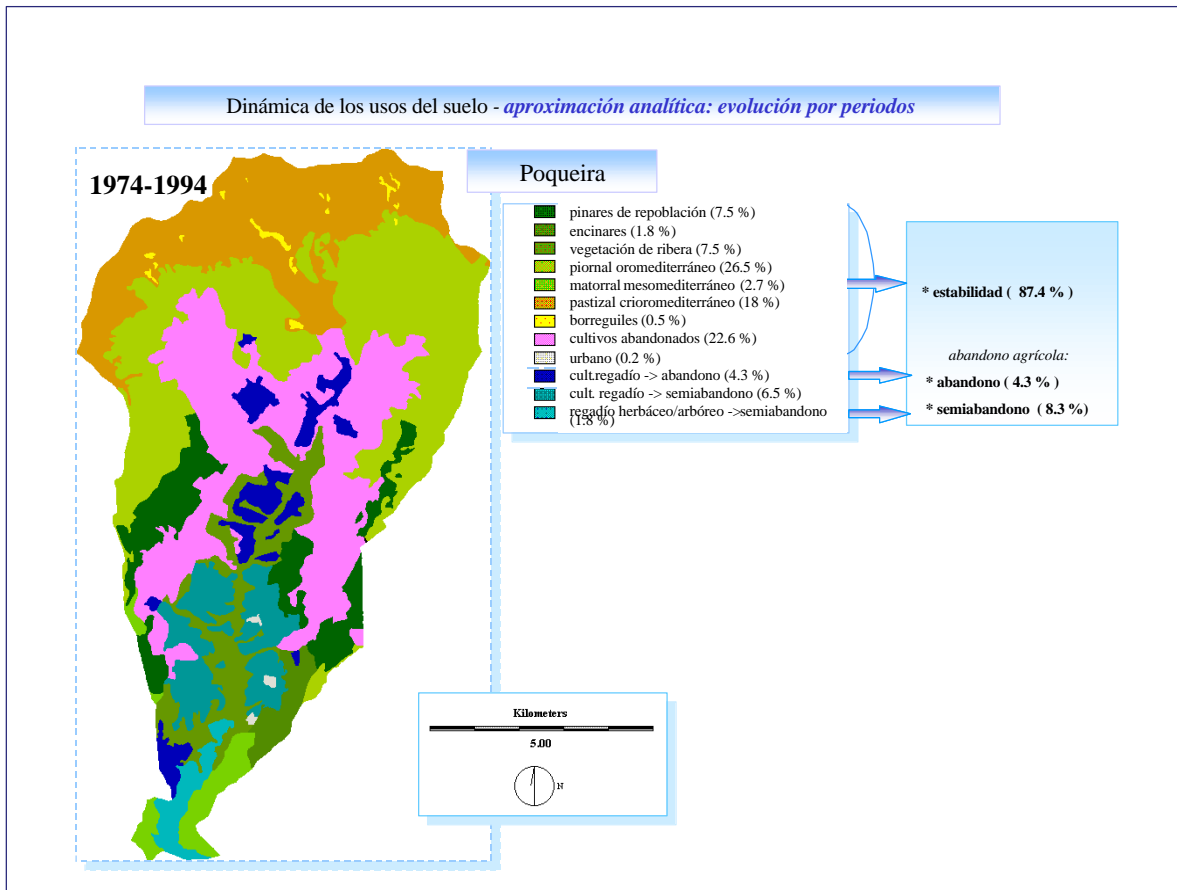 Dinámica de los usos del suelo - aproximación analítica: evolución por periodos
1974-1994
Poqueira
pinares de repoblación (7.5 %)
encinares (1.8 %)
vegetación de ribera (7.5 %)
piornal oromediterráneo (26.5 %)
matorral mesomediterráneo (2.7 %)
pastizal crioromediterráneo (18 %)
borreguiles (0.5 %)
cultivos abandonados (22.6 %)
urbano (0.2 %)
cult.regadío -> abandono (4.3 %)
cult. regadío -> semiabandono (6.5 %)
regadío herbáceo/arbóreo ->semiabandono
(1.8 %)
* estabilidad ( 87.4 % )
abandono agrícola:
* abandono ( 4.3 % )
* semiabandono ( 8.3 %)
Kilometers
5.00
N